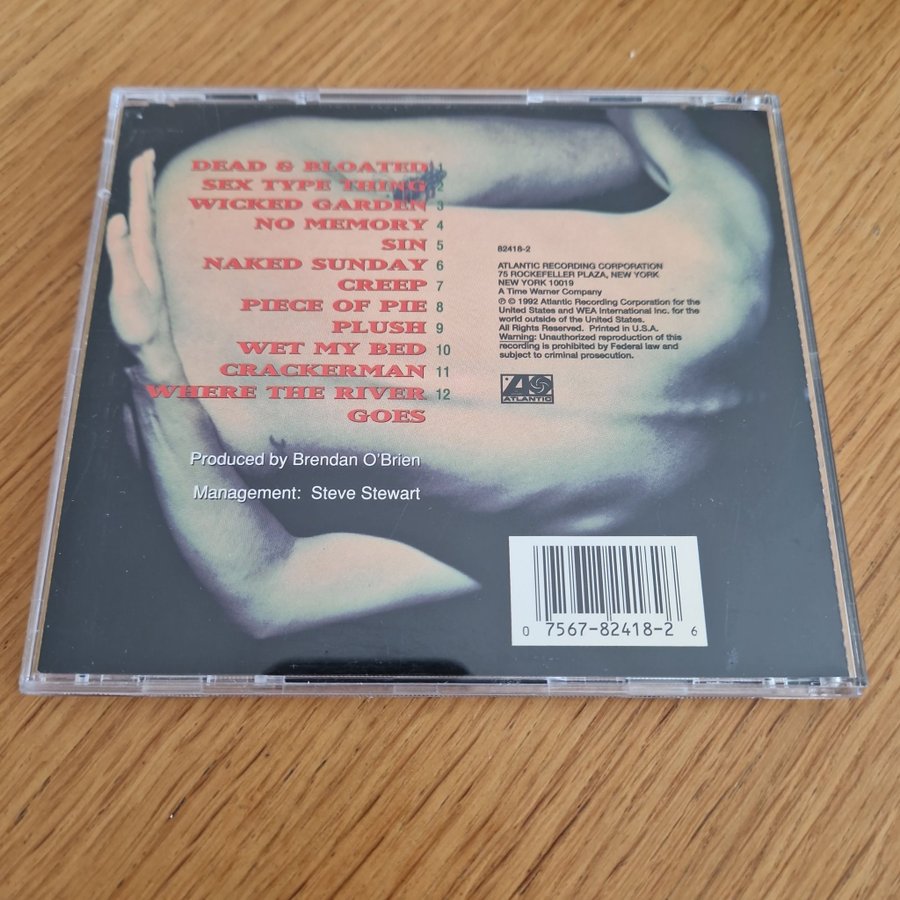 DEAD & BLOATED 1
SEX TYPE THING 2
WICKED GARDEN 3
NO MEMORY 4
SIN 5
NAKED SUNDAY 6
CREEP 7
PIECE OF PIE 8
PLUSH 9
WET MY BED 10
CRACKERMAN 11
WHERE THE RIVER 12
GOES
Produced by Brendan O'Brien
Management: Steve Stewart
82418-2
ATLANTIC RECORDING CORPORATION
75 ROCKEFELLER PLAZA, NEW YORK
NEW YORK 10019
A Time Warner Company
℗ © 1992 Atlantic Recording Corporation for the
United States and WEA International Inc. for the
world outside of the United States.
All Rights Reserved. Printed in U.S.A.
Warning: Unauthorized reproduction of this
recording is prohibited by Federal law and
subject to criminal prosecution.
ATLANTIC
0 7567-82418-2 6